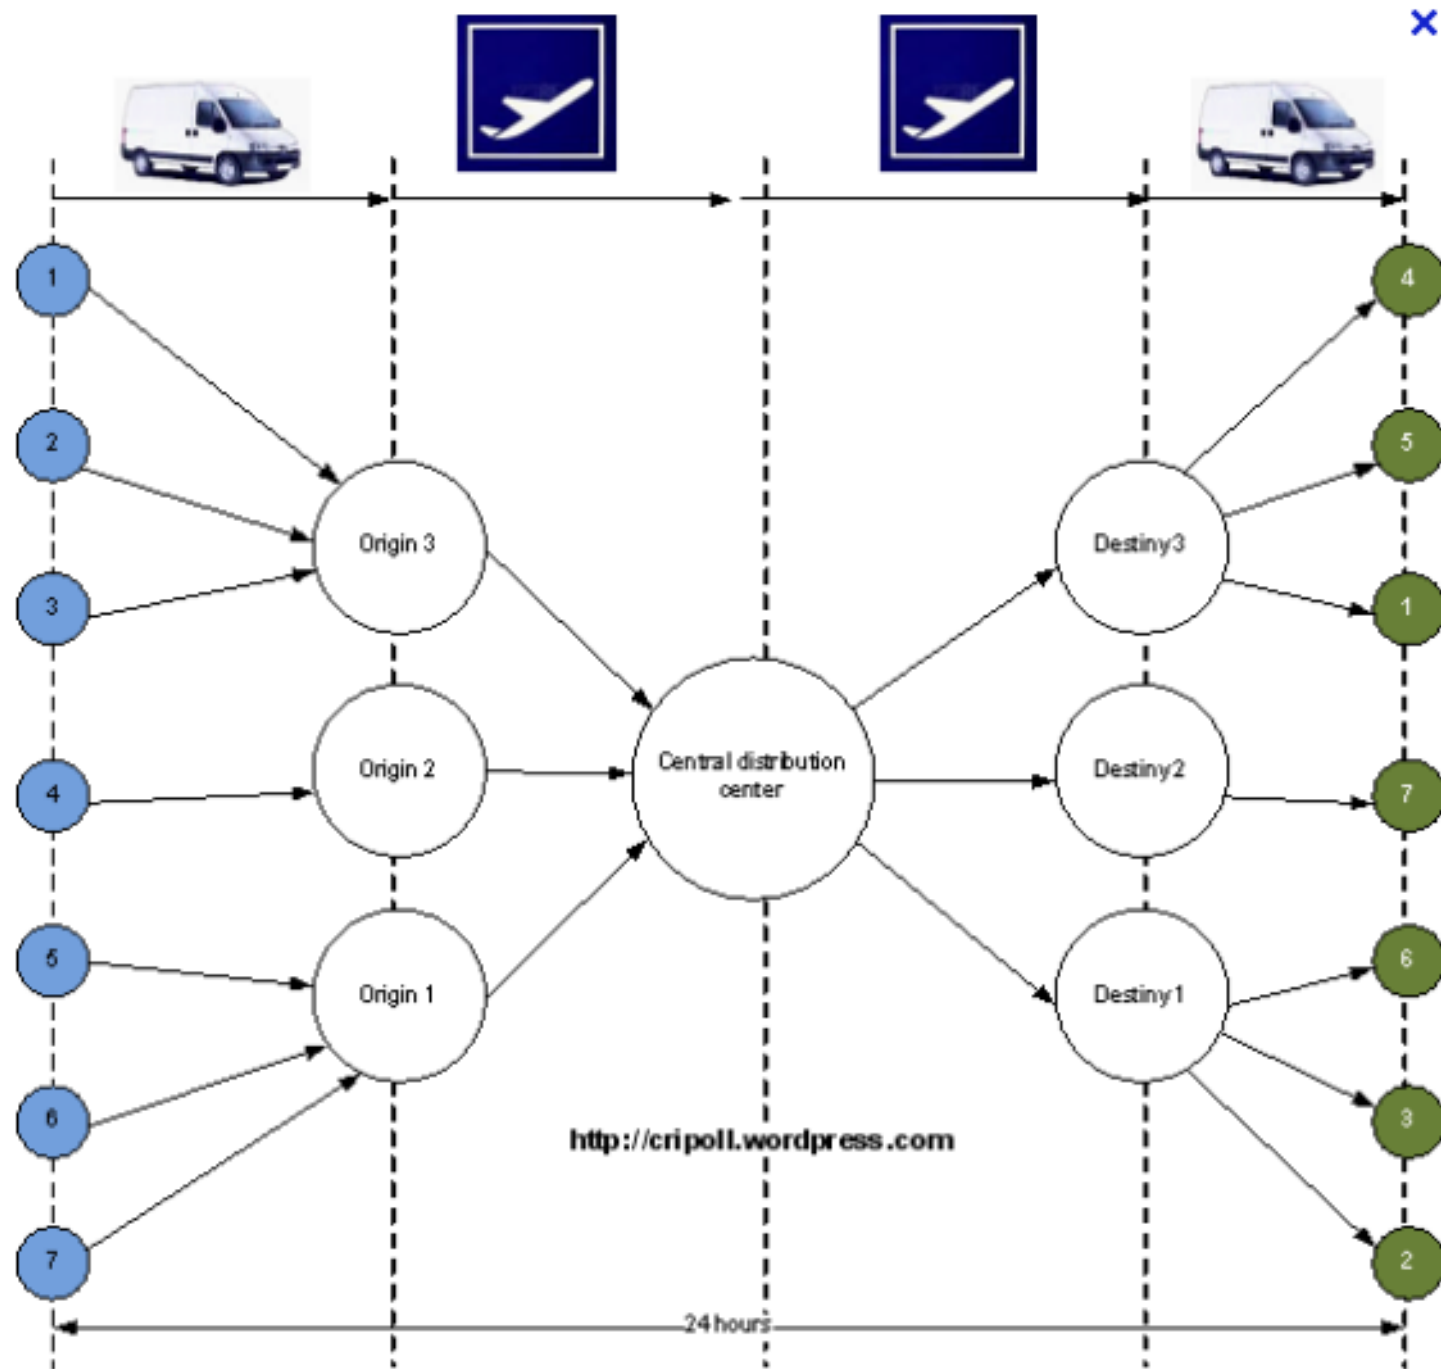 1
4
2
5
Origin 3
Destiny3
3
1
Central distribution
center
Origin 2
Destiny2
4
7
5
6
Origin 1
Destiny1
6
3
http://cripoll.wordpress.com
7
2
24 hours